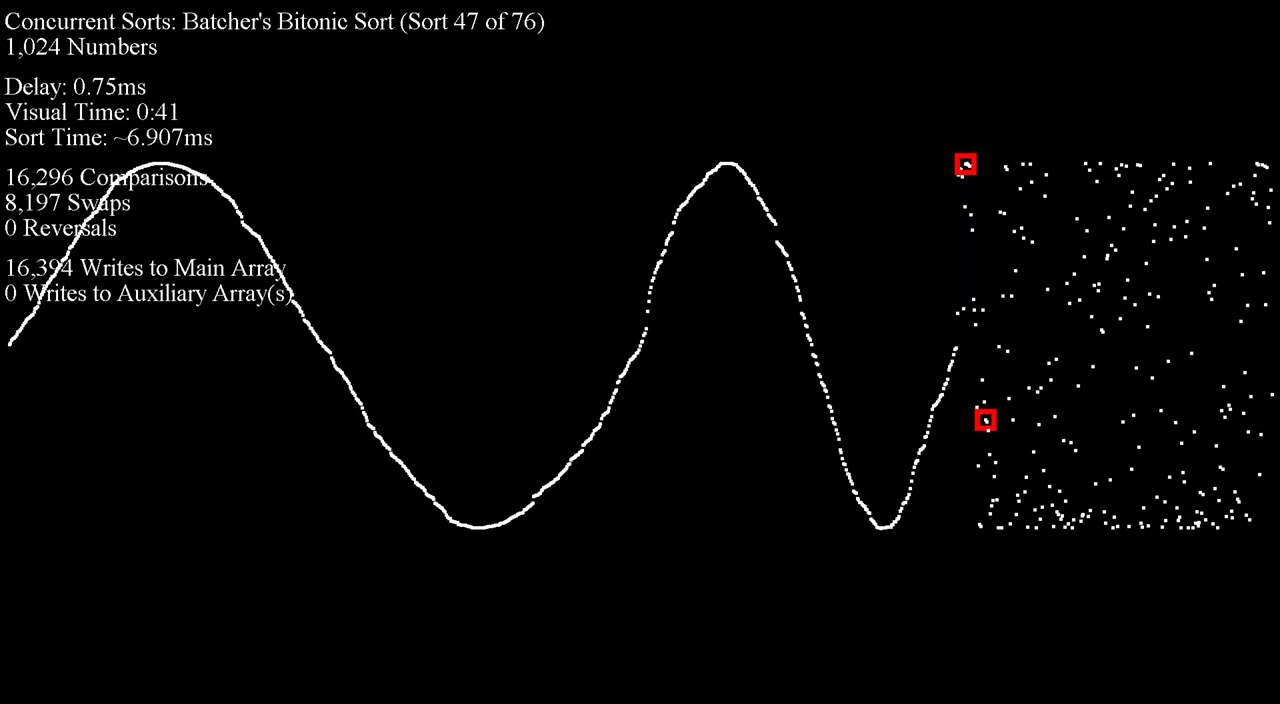 Concurrent Sorts: Batcher's Bitonic Sort (Sort 47 of 76)
1,024 Numbers
Delay: 0.75ms
Visual Time: 0:41
Sort Time: ~6.907ms
16,296 Comparisons
8,197 Swaps
0 Reversals
16,394 Writes to Main Array
0 Writes to Auxiliary Array(s)